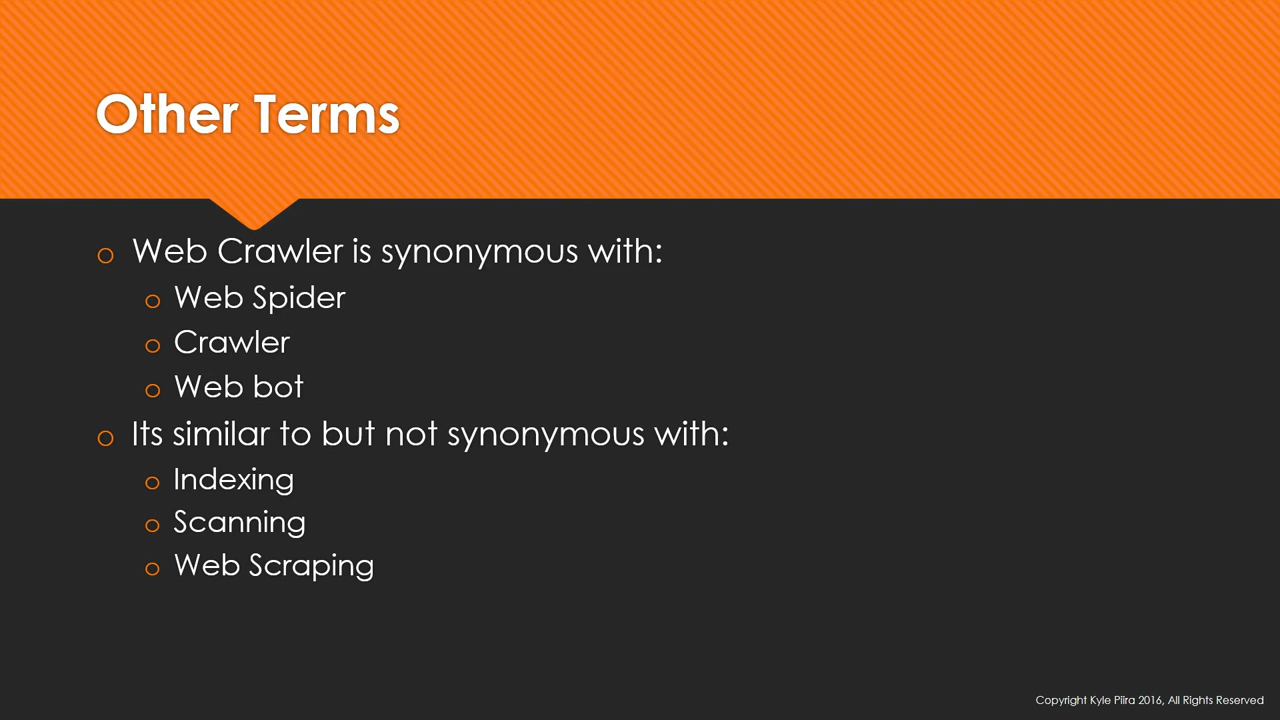 Other Terms
Web Crawler is synonymous with:
Web Spider
Crawler
Web bot
Its similar to but not synonymous with:
Indexing
Scanning
Web Scraping
Copyright Kyle Piira 2016, All Rights Reserved